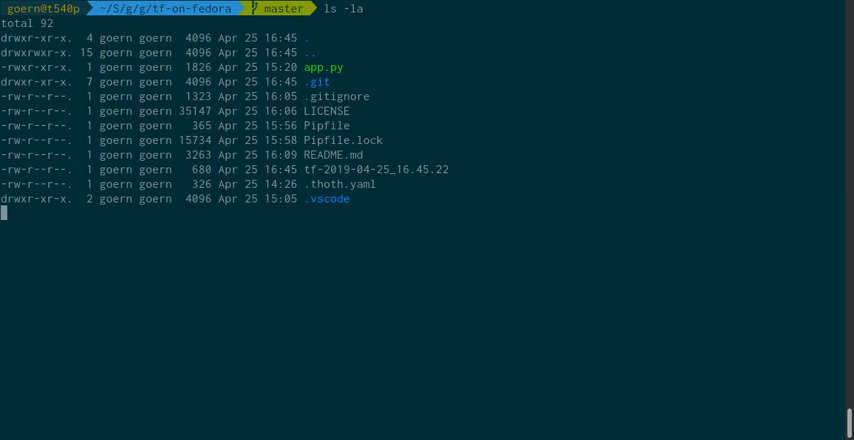 goern@t540p ~/S/g/g/tf-on-fedora master ls -la
total 92
drwxr-xr-x.  4 goern goern  4096 Apr 25 16:45 .
drwxrwxr-x. 15 goern goern  4096 Apr 25 16:45 ..
-rwxr-xr-x.  1 goern goern  1826 Apr 25 15:20 app.py
drwxr-xr-x.  7 goern goern  4096 Apr 25 16:45 .git
-rw-r--r--.  1 goern goern  1323 Apr 25 16:05 .gitignore
-rw-r--r--.  1 goern goern 35147 Apr 25 16:06 LICENSE
-rw-r--r--.  1 goern goern   365 Apr 25 15:56 Pipfile
-rw-r--r--.  1 goern goern 15734 Apr 25 15:58 Pipfile.lock
-rw-r--r--.  1 goern goern  3263 Apr 25 16:09 README.md
-rw-r--r--.  1 goern goern   680 Apr 25 16:45 tf-2019-04-25_16.45.22
-rw-r--r--.  1 goern goern   326 Apr 25 14:26 .thoth.yaml
drwxr-xr-x.  2 goern goern  4096 Apr 25 15:05 .vscode